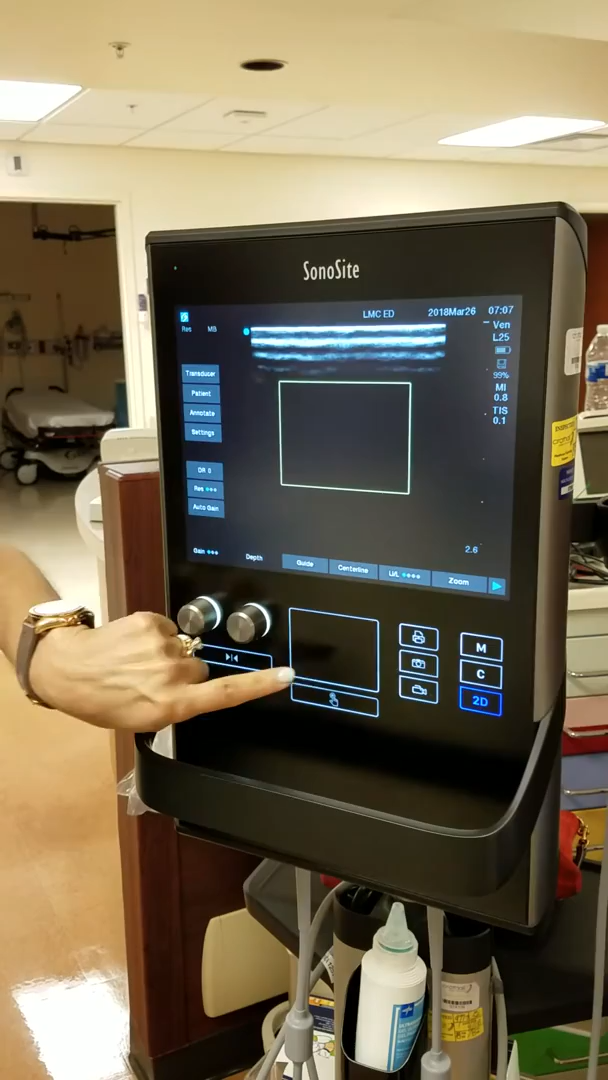 SonoSite
LMC ED 2018Mar26 07:07
Res MB
Ven
L25
99%
MI
0.8
TIS
0.1
Transducer
Patient
Annotate
Settings
DR 0
Res
Auto Gain
2.6
Gain Depth
Guide Centerline U/L Zoom
M
C
2D